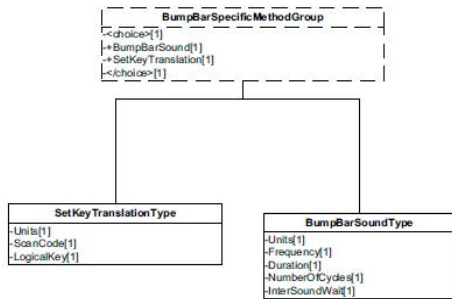 BumpBarSpecificMethodGroup
-<choice>[1]
-+BumpBarSound[1]
-+SetKeyTranslation[1]
-</choice>[1]
SetKeyTranslationType
-Units[1]
-ScanCode[1]
-LogicalKey[1]
BumpBarSoundType
-Units[1]
-Frequency[1]
-Duration[1]
-NumberOfCycles[1]
-InterSoundWait[1]